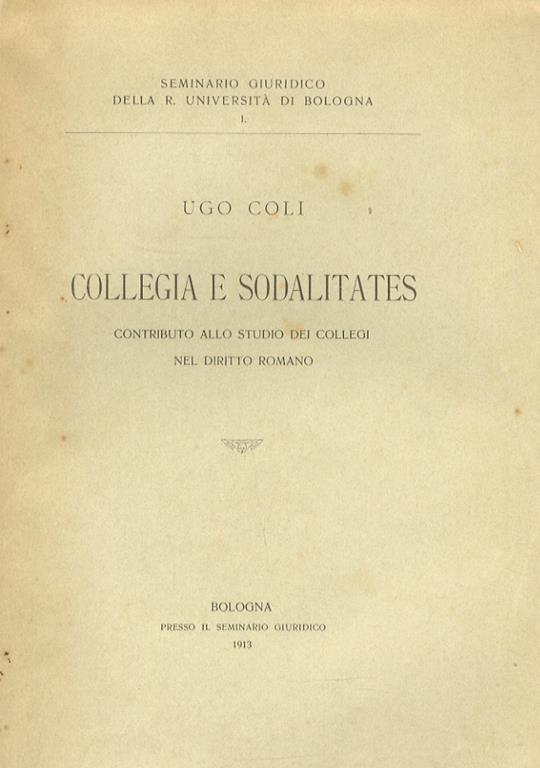 SEMINARIO GIURIDICO
DELLA R. UNIVERSITÀ DI BOLOGNA
I.
UGO COLI
COLLEGIA E SODALITATES
CONTRIBUTO ALLO STUDIO DEI COLLEGI
NEL DIRITTO ROMANO
BOLOGNA
PRESSO IL SEMINARIO GIURIDICO
1913